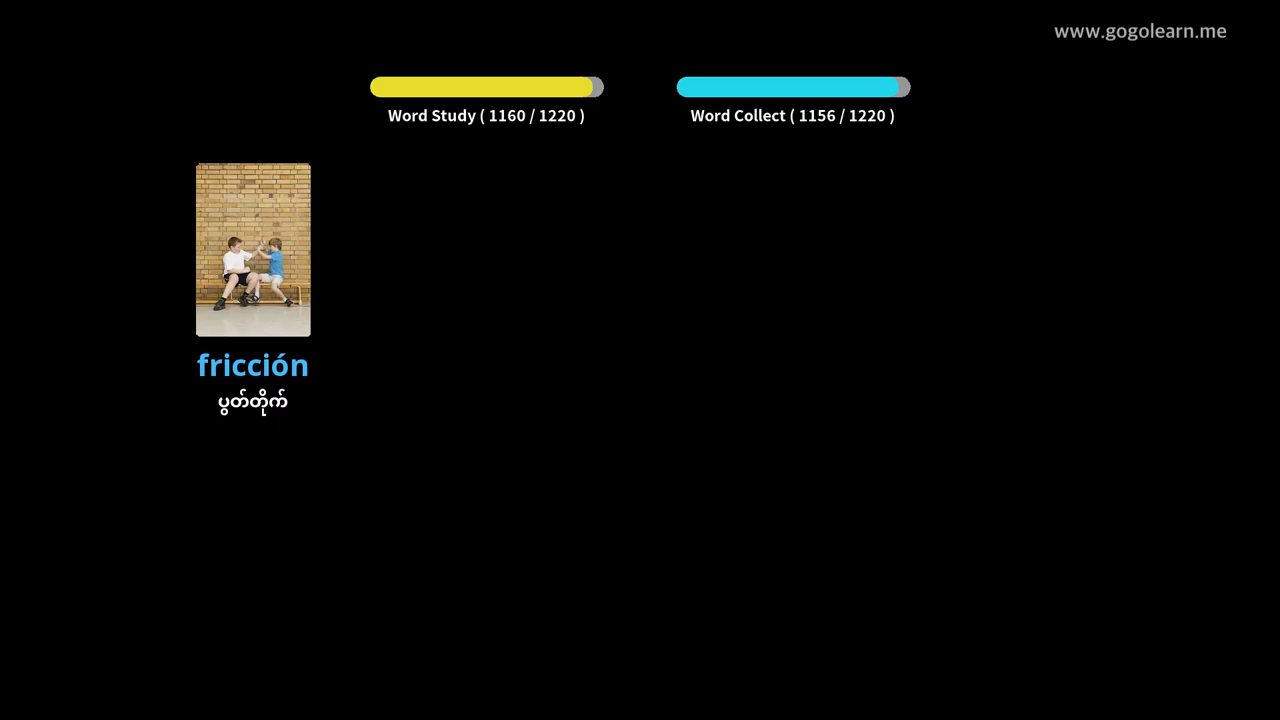 www.gogolearn.me
Word Study ( 1160 / 1220 )
Word Collect ( 1156 / 1220 )
fricción
ပွတ်တိုက်